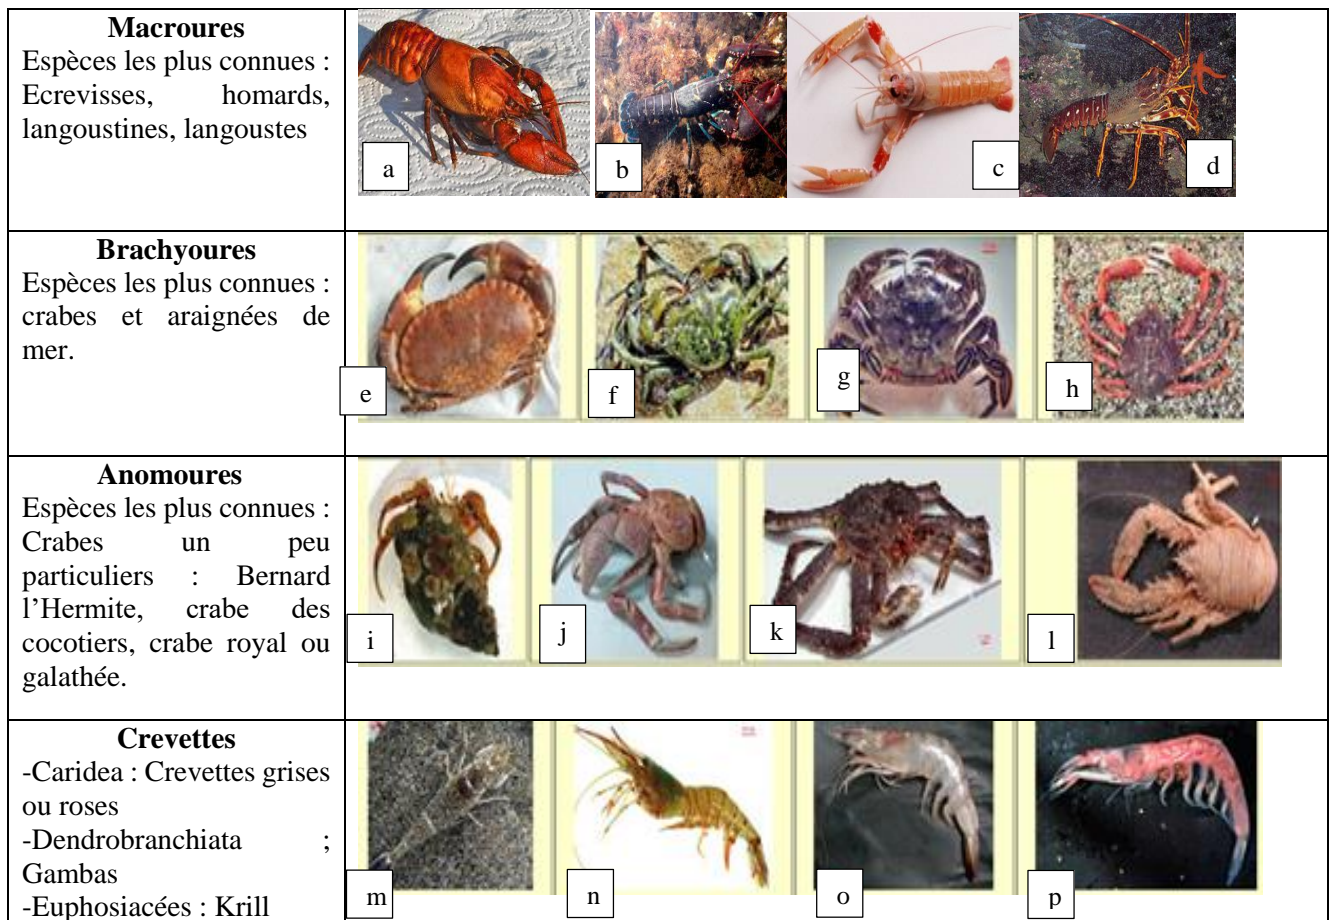 Macroures
Espèces les plus connues :
Ecrevisses, homards,
langoustines, langoustes
a
b
c
d
Brachyoures
Espèces les plus connues :
crabes et araignées de
mer.
e
f
g
h
Anomoures
Espèces les plus connues :
Crabes un peu
particuliers : Bernard
l’Hermite, crabe des
cocotiers, crabe royal ou
galathée.
i
j
k
l
Crevettes
-Caridea : Crevettes grises
ou roses
-Dendrobranchiata ;
Gambas
-Euphosiacées : Krill
m
n
o
p